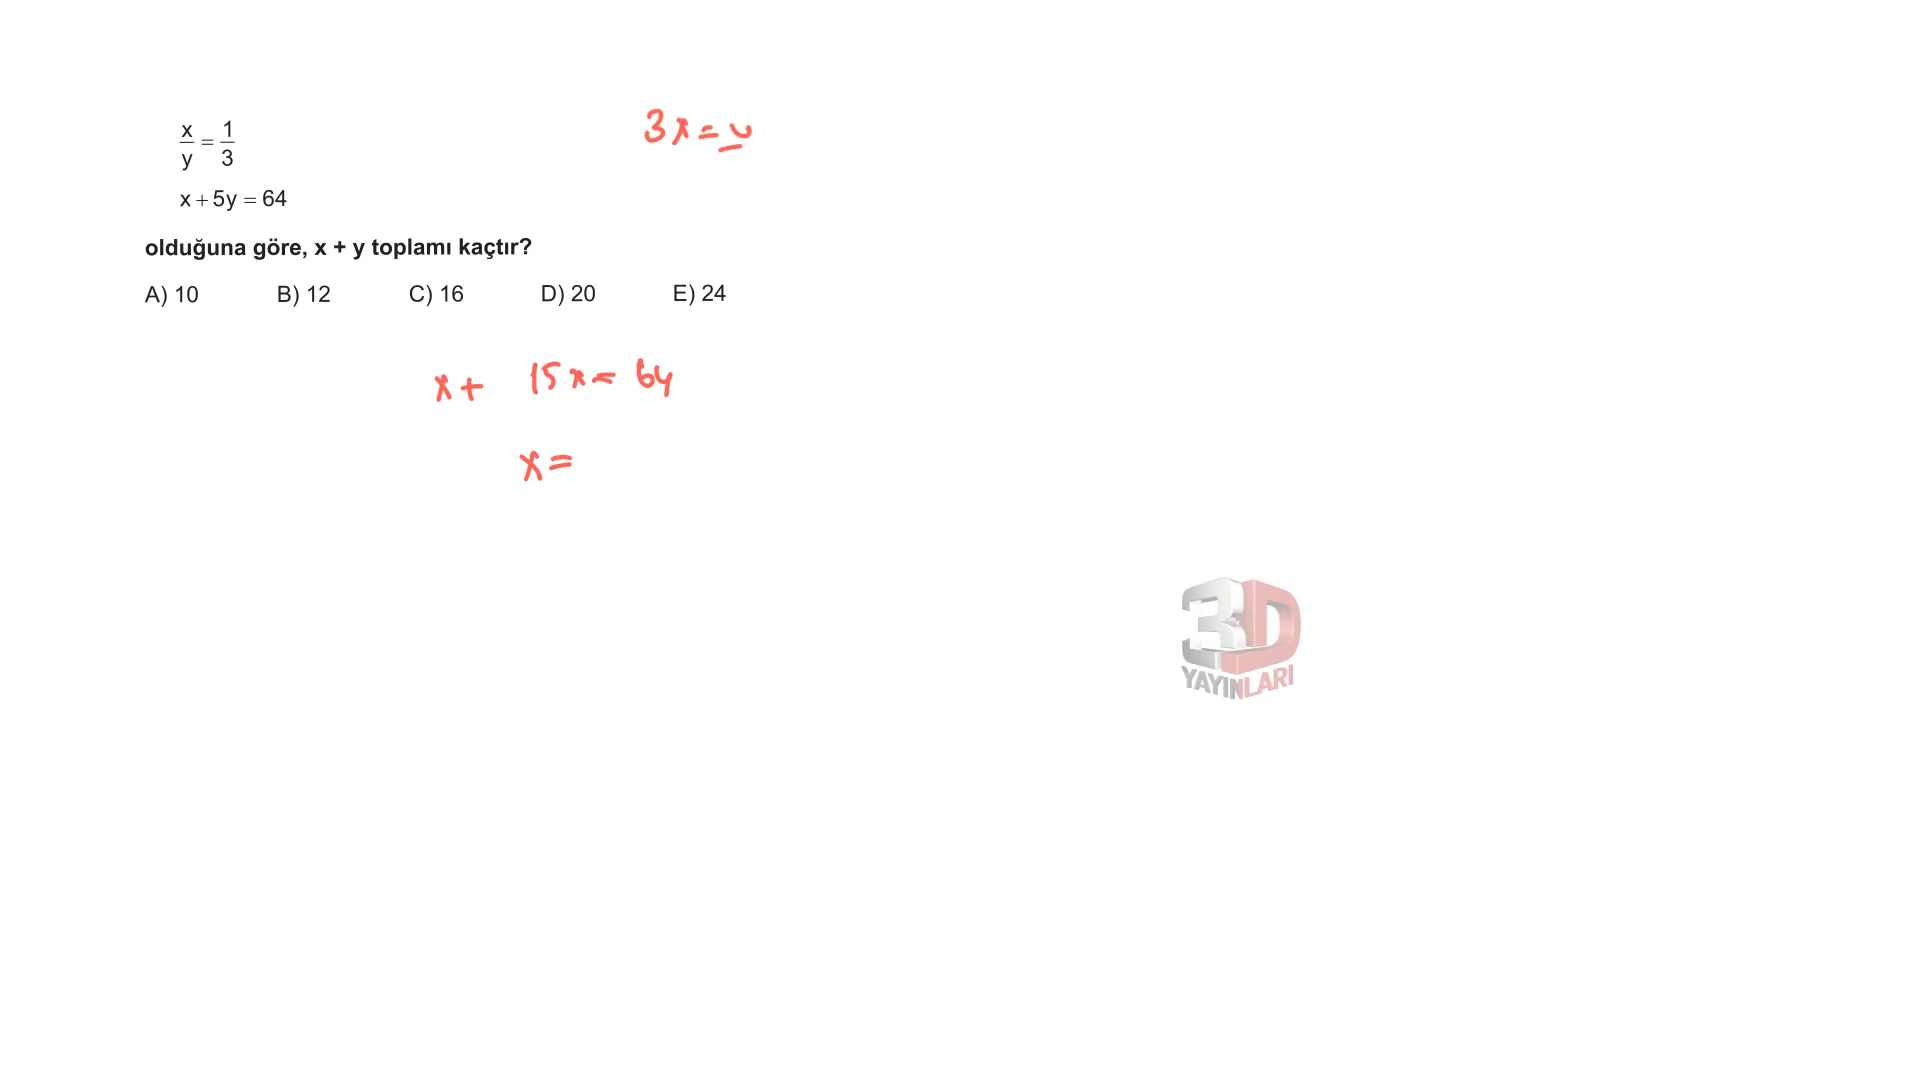 x/y = 1/3
3x = y
x + 5y = 64
olduğuna göre, x + y toplamı kaçtır?
A) 10 B) 12 C) 16 D) 20 E) 24
x + 15x = 64
x =
3D
YAYINLARI